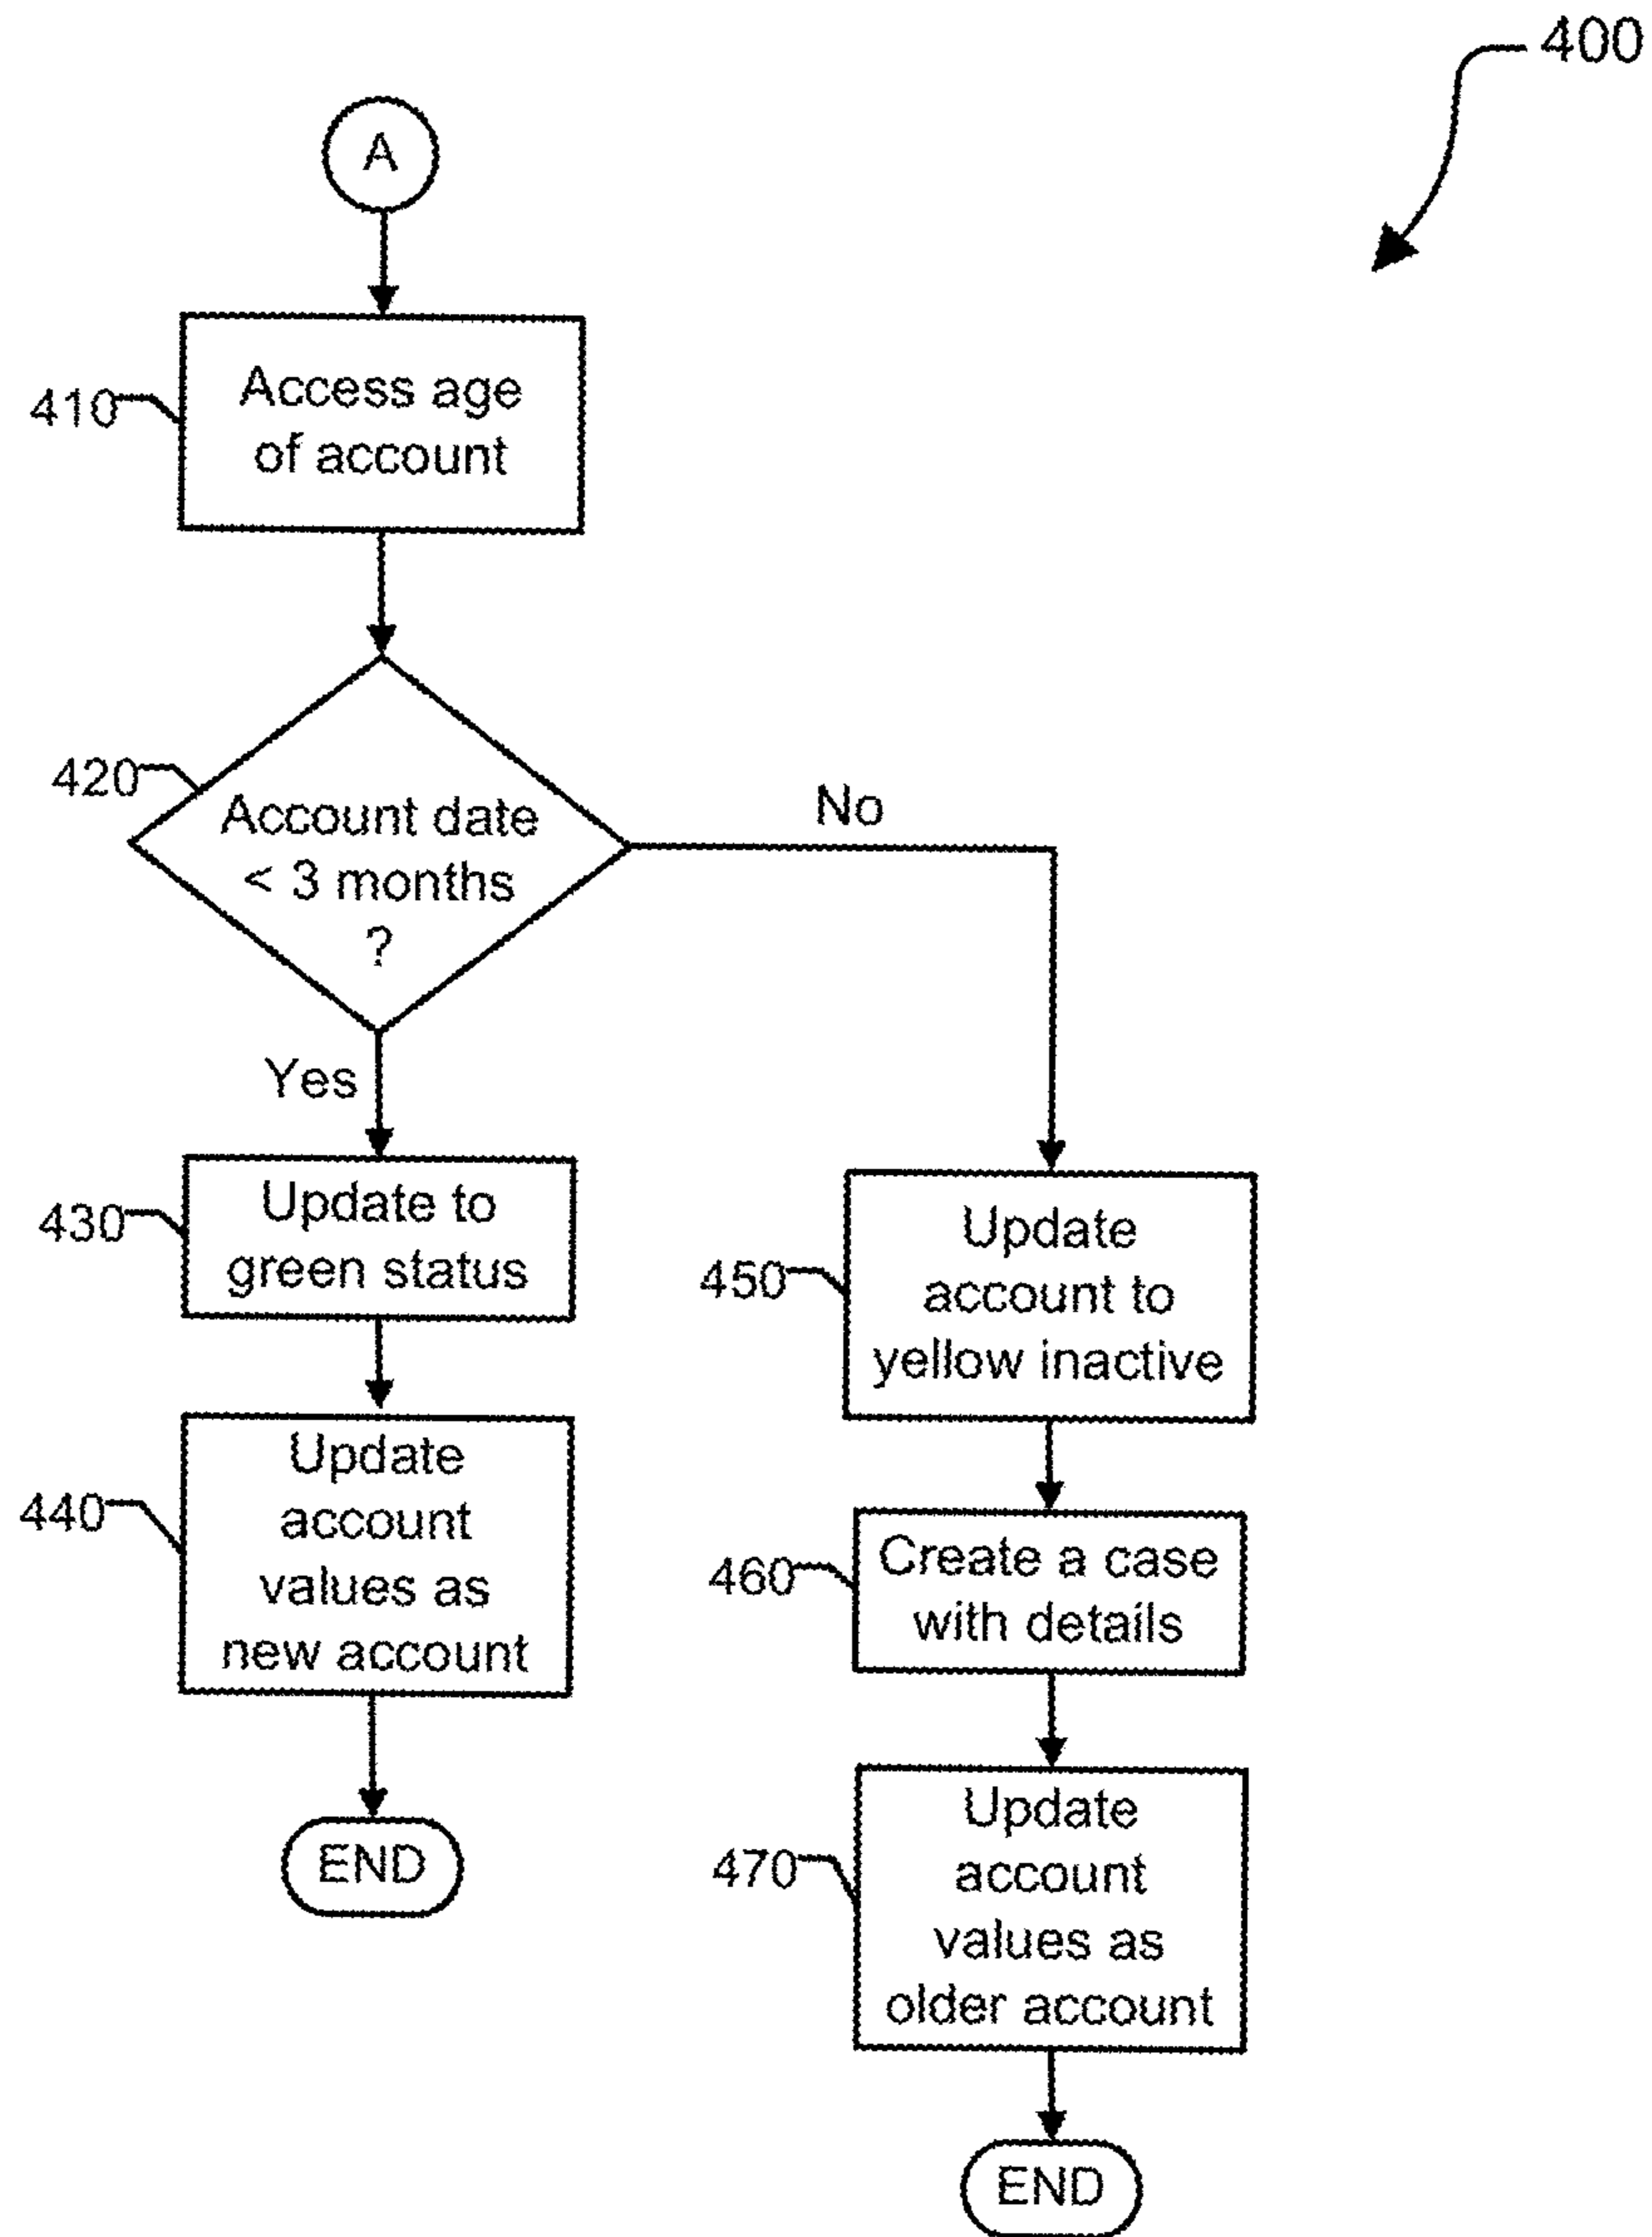 400
A
410
Access age
of account
420
Account date
< 3 months
?
No
Yes
430
Update to
green status
450
Update
account to
yellow inactive
440
Update
account
values as
new account
460
Create a case
with details
470
Update
account
values as
older account
END
END